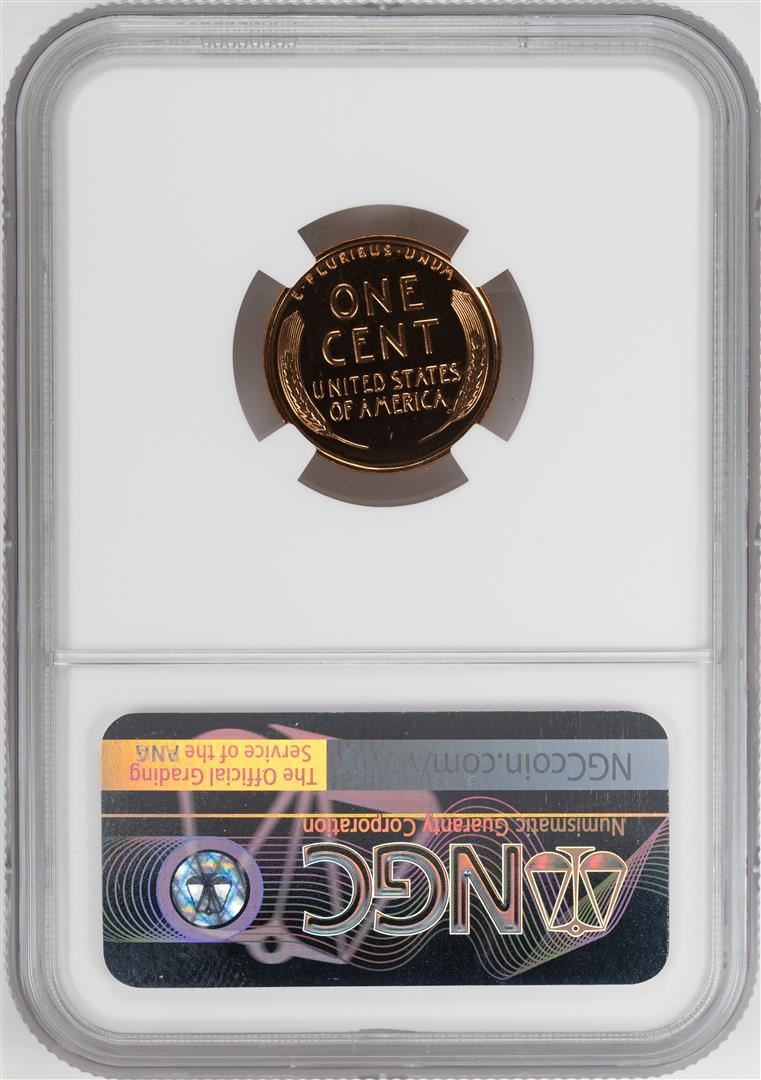 E·PLURIBUS·UNUM
ONE
CENT
UNITED STATES
OF AMERICA
NGC
Numismatic Guaranty Corporation
NGCcoin.com/verify
The Official Grading
Service of the ANA